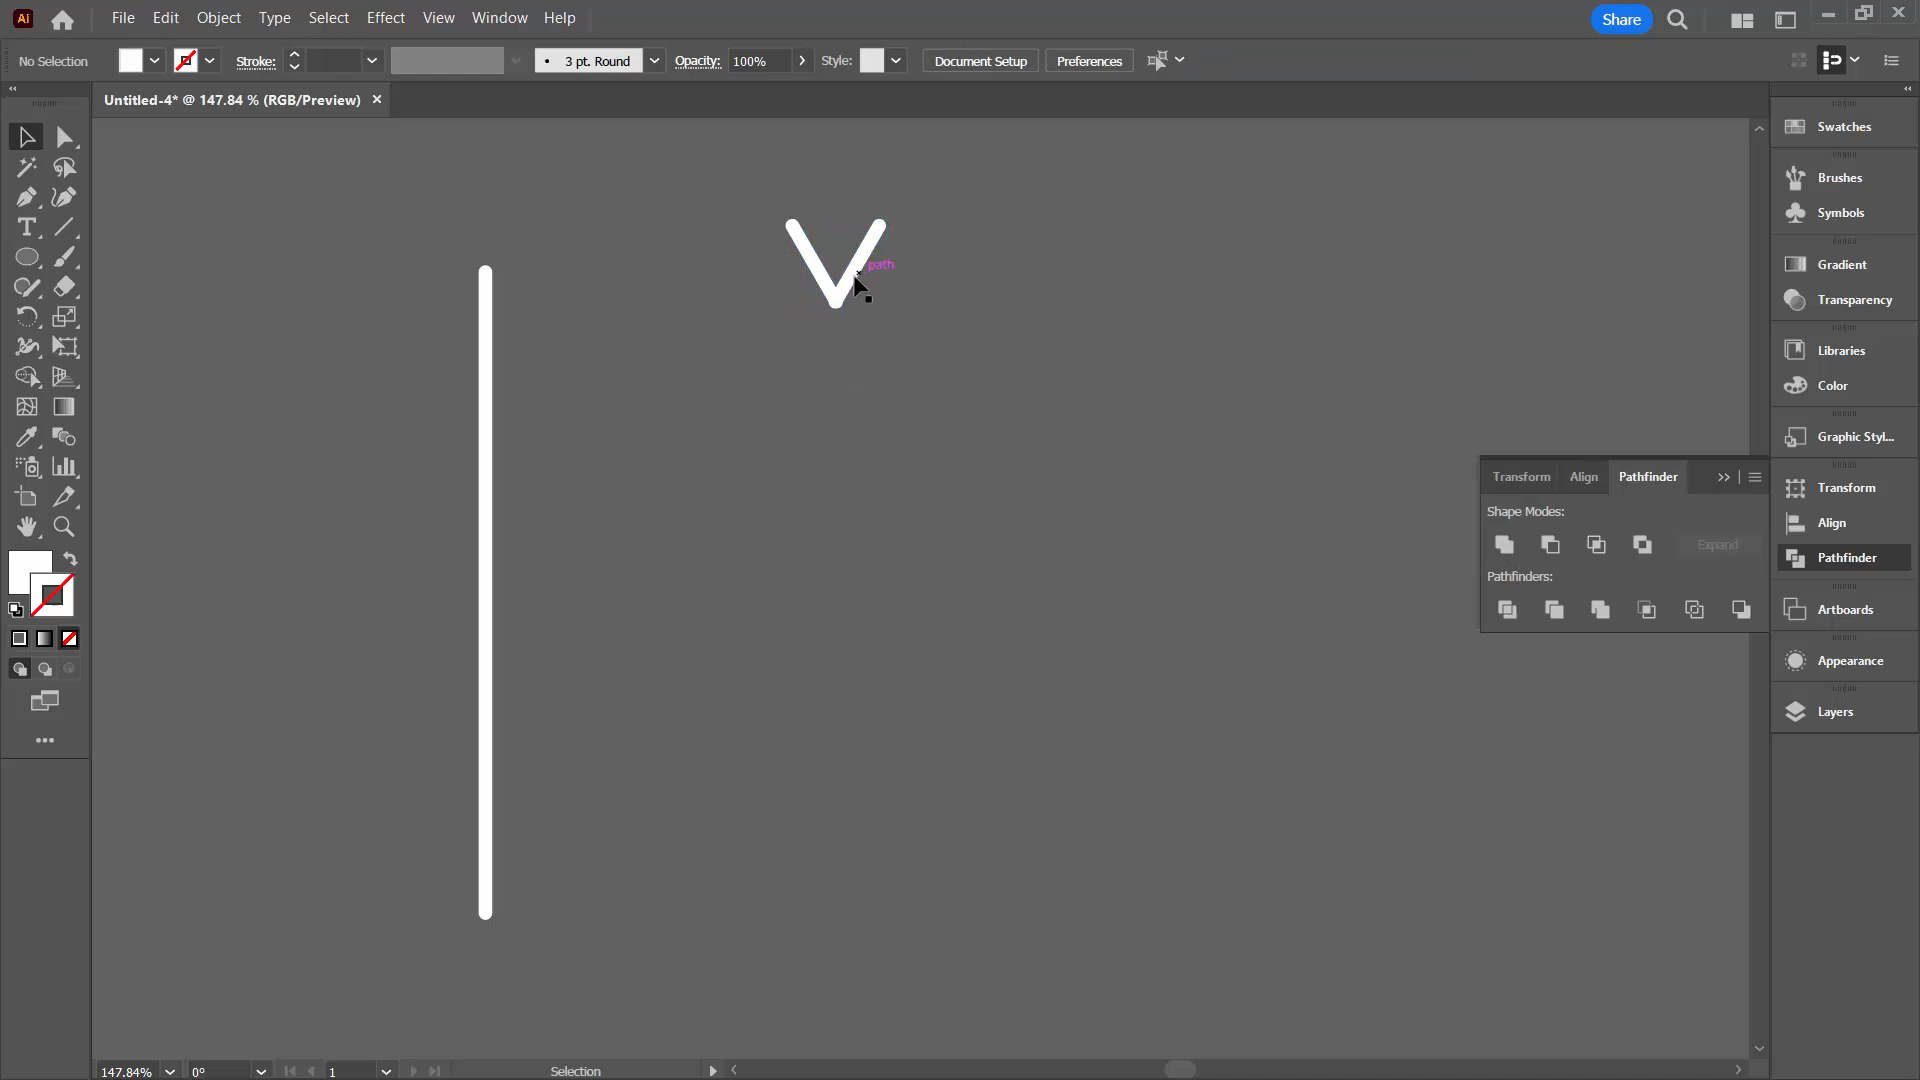 Ai File Edit Object Type Select Effect View Window Help Share
No Selection Stroke: 3 pt. Round Opacity: 100% Style: Document Setup Preferences
Untitled-4* @ 147.84 % (RGB/Preview)
path
Swatches
Brushes
Symbols
Gradient
Transparency
Libraries
Color
Graphic Styl...
Transform
Align
Pathfinder
Artboards
Appearance
Layers
Transform Align Pathfinder
Shape Modes:
Expand
Pathfinders:
147.84% 0° 1 Selection